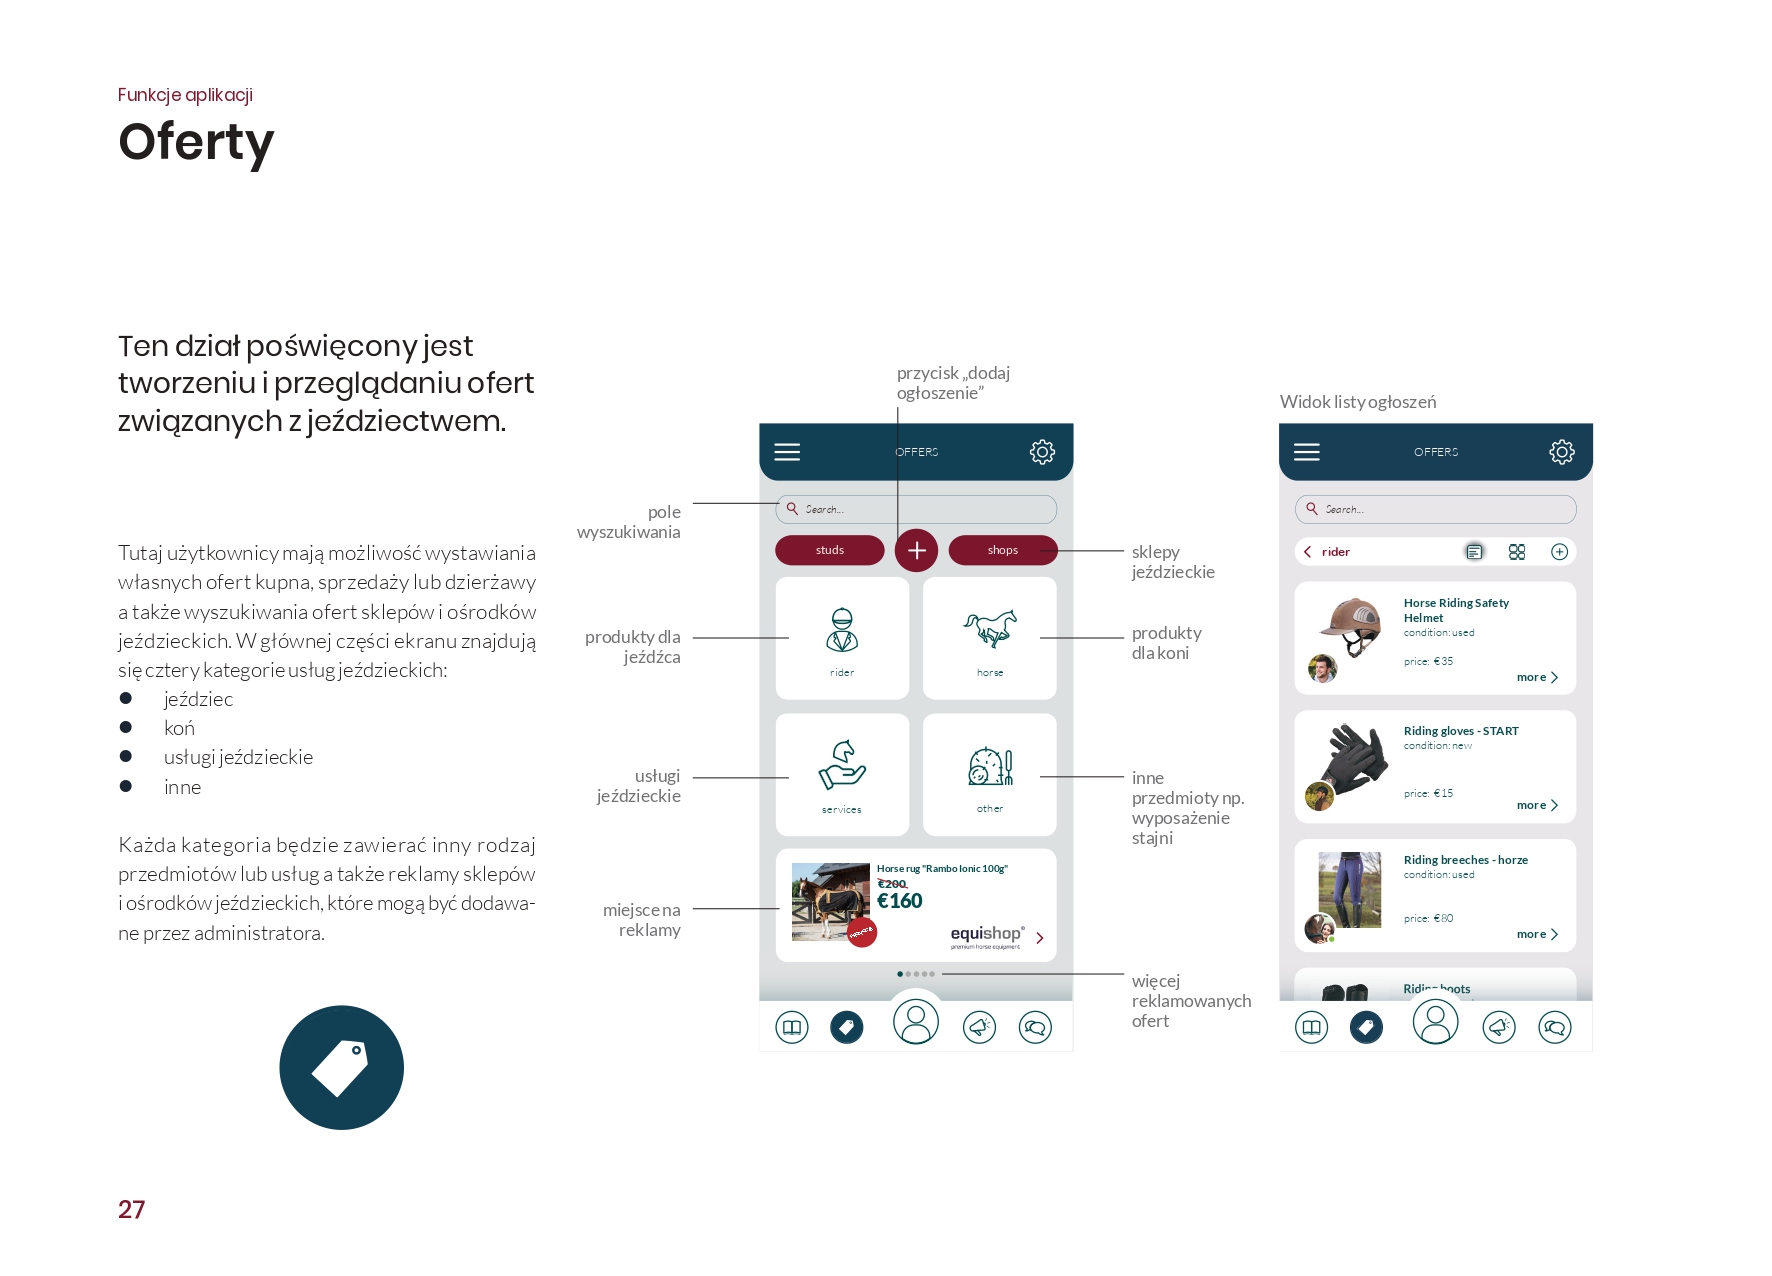 Funkcje aplikacji
Oferty
Ten dział poświęcony jest
tworzeniu i przeglądaniu ofert
związanych z jeździectwem.
Tutaj użytkownicy mają możliwość wystawiania
własnych ofert kupna, sprzedaży lub dzierżawy
a także wyszukiwania ofert sklepów i ośrodków
jeździeckich. W głównej części ekranu znajdują
się cztery kategorie usług jeździeckich:
● jeździec
● koń
● usługi jeździeckie
● inne
Każda kategoria będzie zawierać inny rodzaj
przedmiotów lub usług a także reklamy sklepów
i ośrodków jeździeckich, które mogą być dodawa-
ne przez administratora.
27
przycisk „dodaj
ogłoszenie”
pole
wyszukiwania
produkty dla
jeźdźca
usługi
jeździeckie
miejsce na
reklamy
OFFERS
Search...
studs
shops
rider
horse
services
other
Horse rug "Rambo Ionic 100g"
€200
€160
equishop
premium horse equipment
sklepy
jeździeckie
produkty
dla koni
inne
przedmioty np.
wyposażenie
stajni
więcej
reklamowanych
ofert
Widok listy ogłoszeń
OFFERS
Search...
rider
Horse Riding Safety
Helmet
condition: used
price: €35
more
Riding gloves - START
condition: new
price: €15
more
Riding breeches - horze
condition: used
price: €80
more
Riding boots